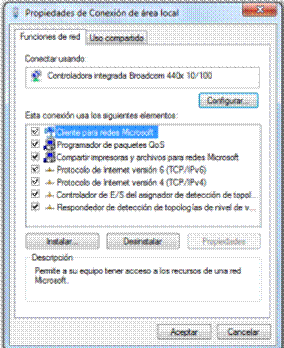 Propiedades de Conexión de área local
Funciones de red
Uso compartido
Conectar usando:
Controladora integrada Broadcom 440x 10/100
Configurar...
Esta conexión usa los siguientes elementos:
Cliente para redes Microsoft
Programador de paquetes QoS
Compartir impresoras y archivos para redes Microsoft
Protocolo de Internet versión 6 (TCP/IPv6)
Protocolo de Internet versión 4 (TCP/IPv4)
Controlador de E/S del asignador de detección de topol...
Respondedor de detección de topologías de nivel de v...
Instalar...
Desinstalar
Propiedades
Descripción
Permite a su equipo tener acceso a los recursos de una red
Microsoft.
Aceptar
Cancelar